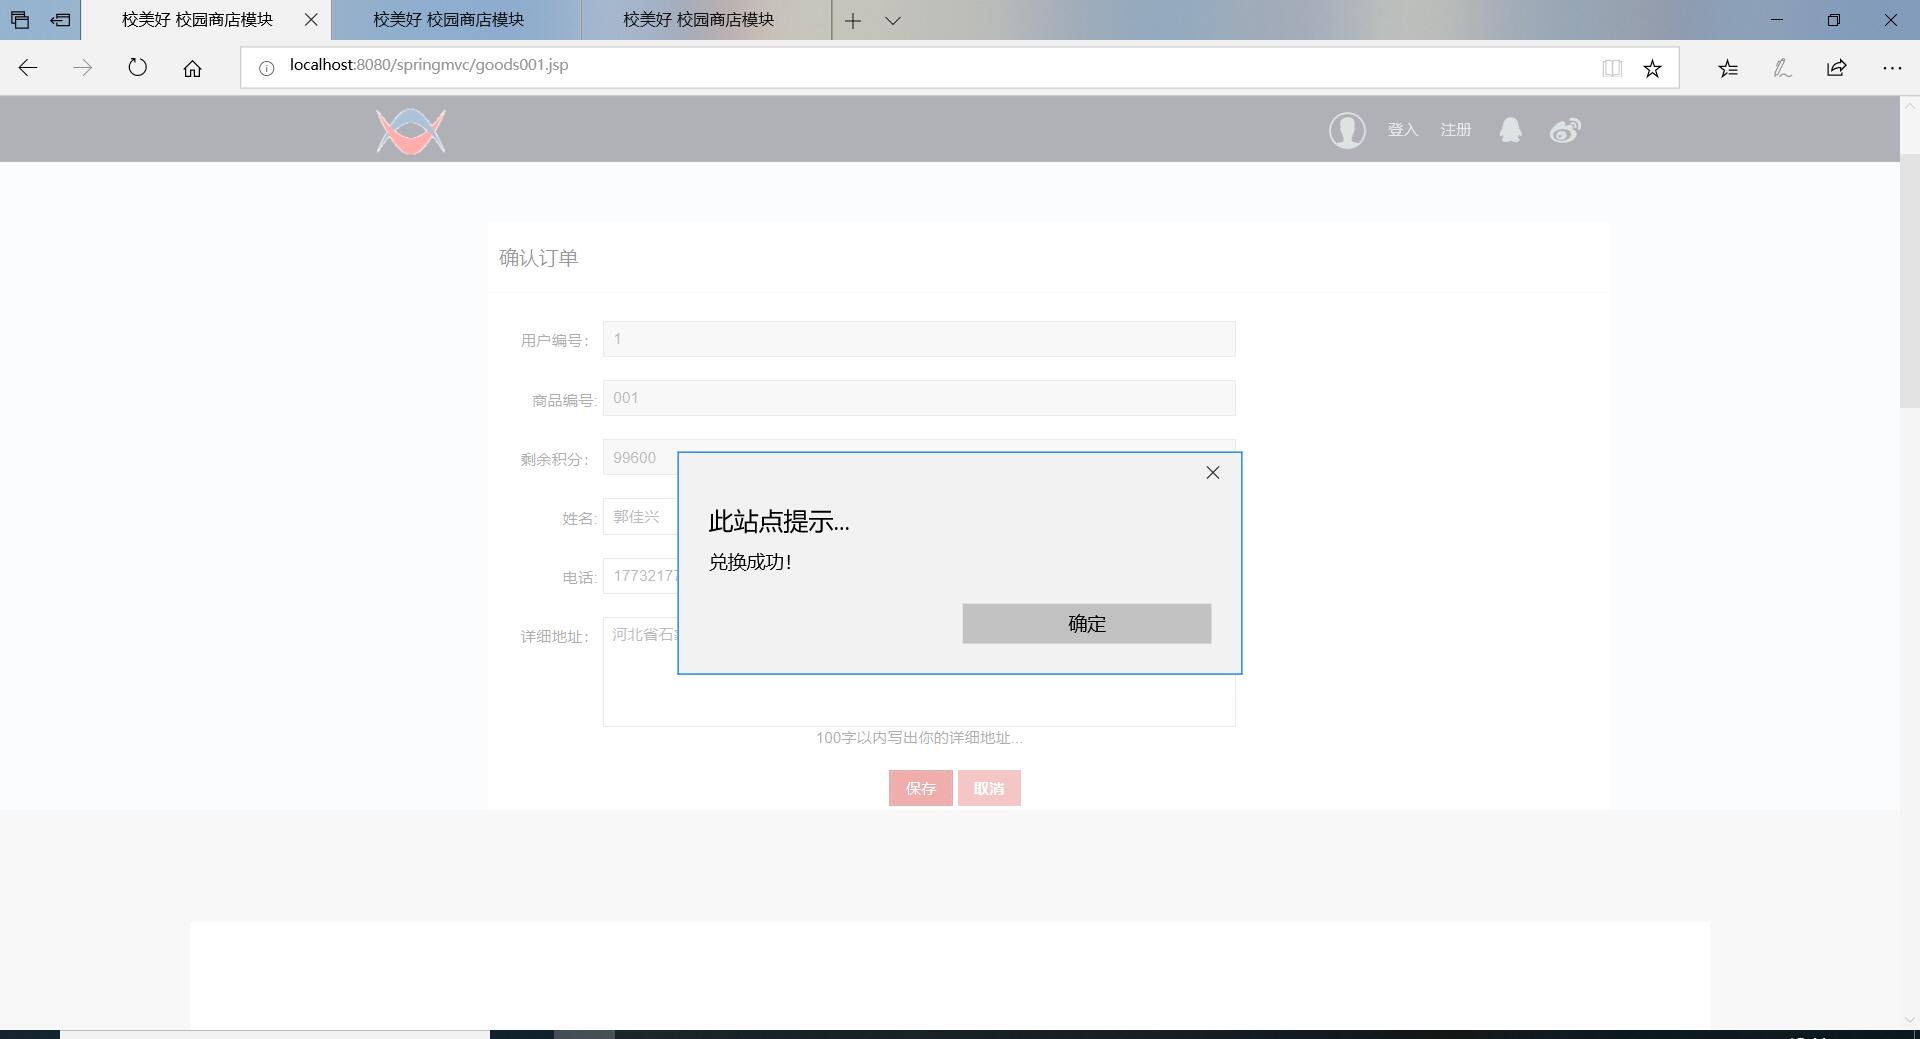 校美好 校园商店模块
校美好 校园商店模块
校美好 校园商店模块
localhost:8080/springmvc/goods001.jsp
登入 注册
确认订单
用户编号: 1
商品编号: 001
剩余积分: 99600
姓名: 郭佳兴
电话: 1773217
详细地址: 河北省石
此站点提示...
兑换成功!
确定
100字以内写出你的详细地址...
保存 取消